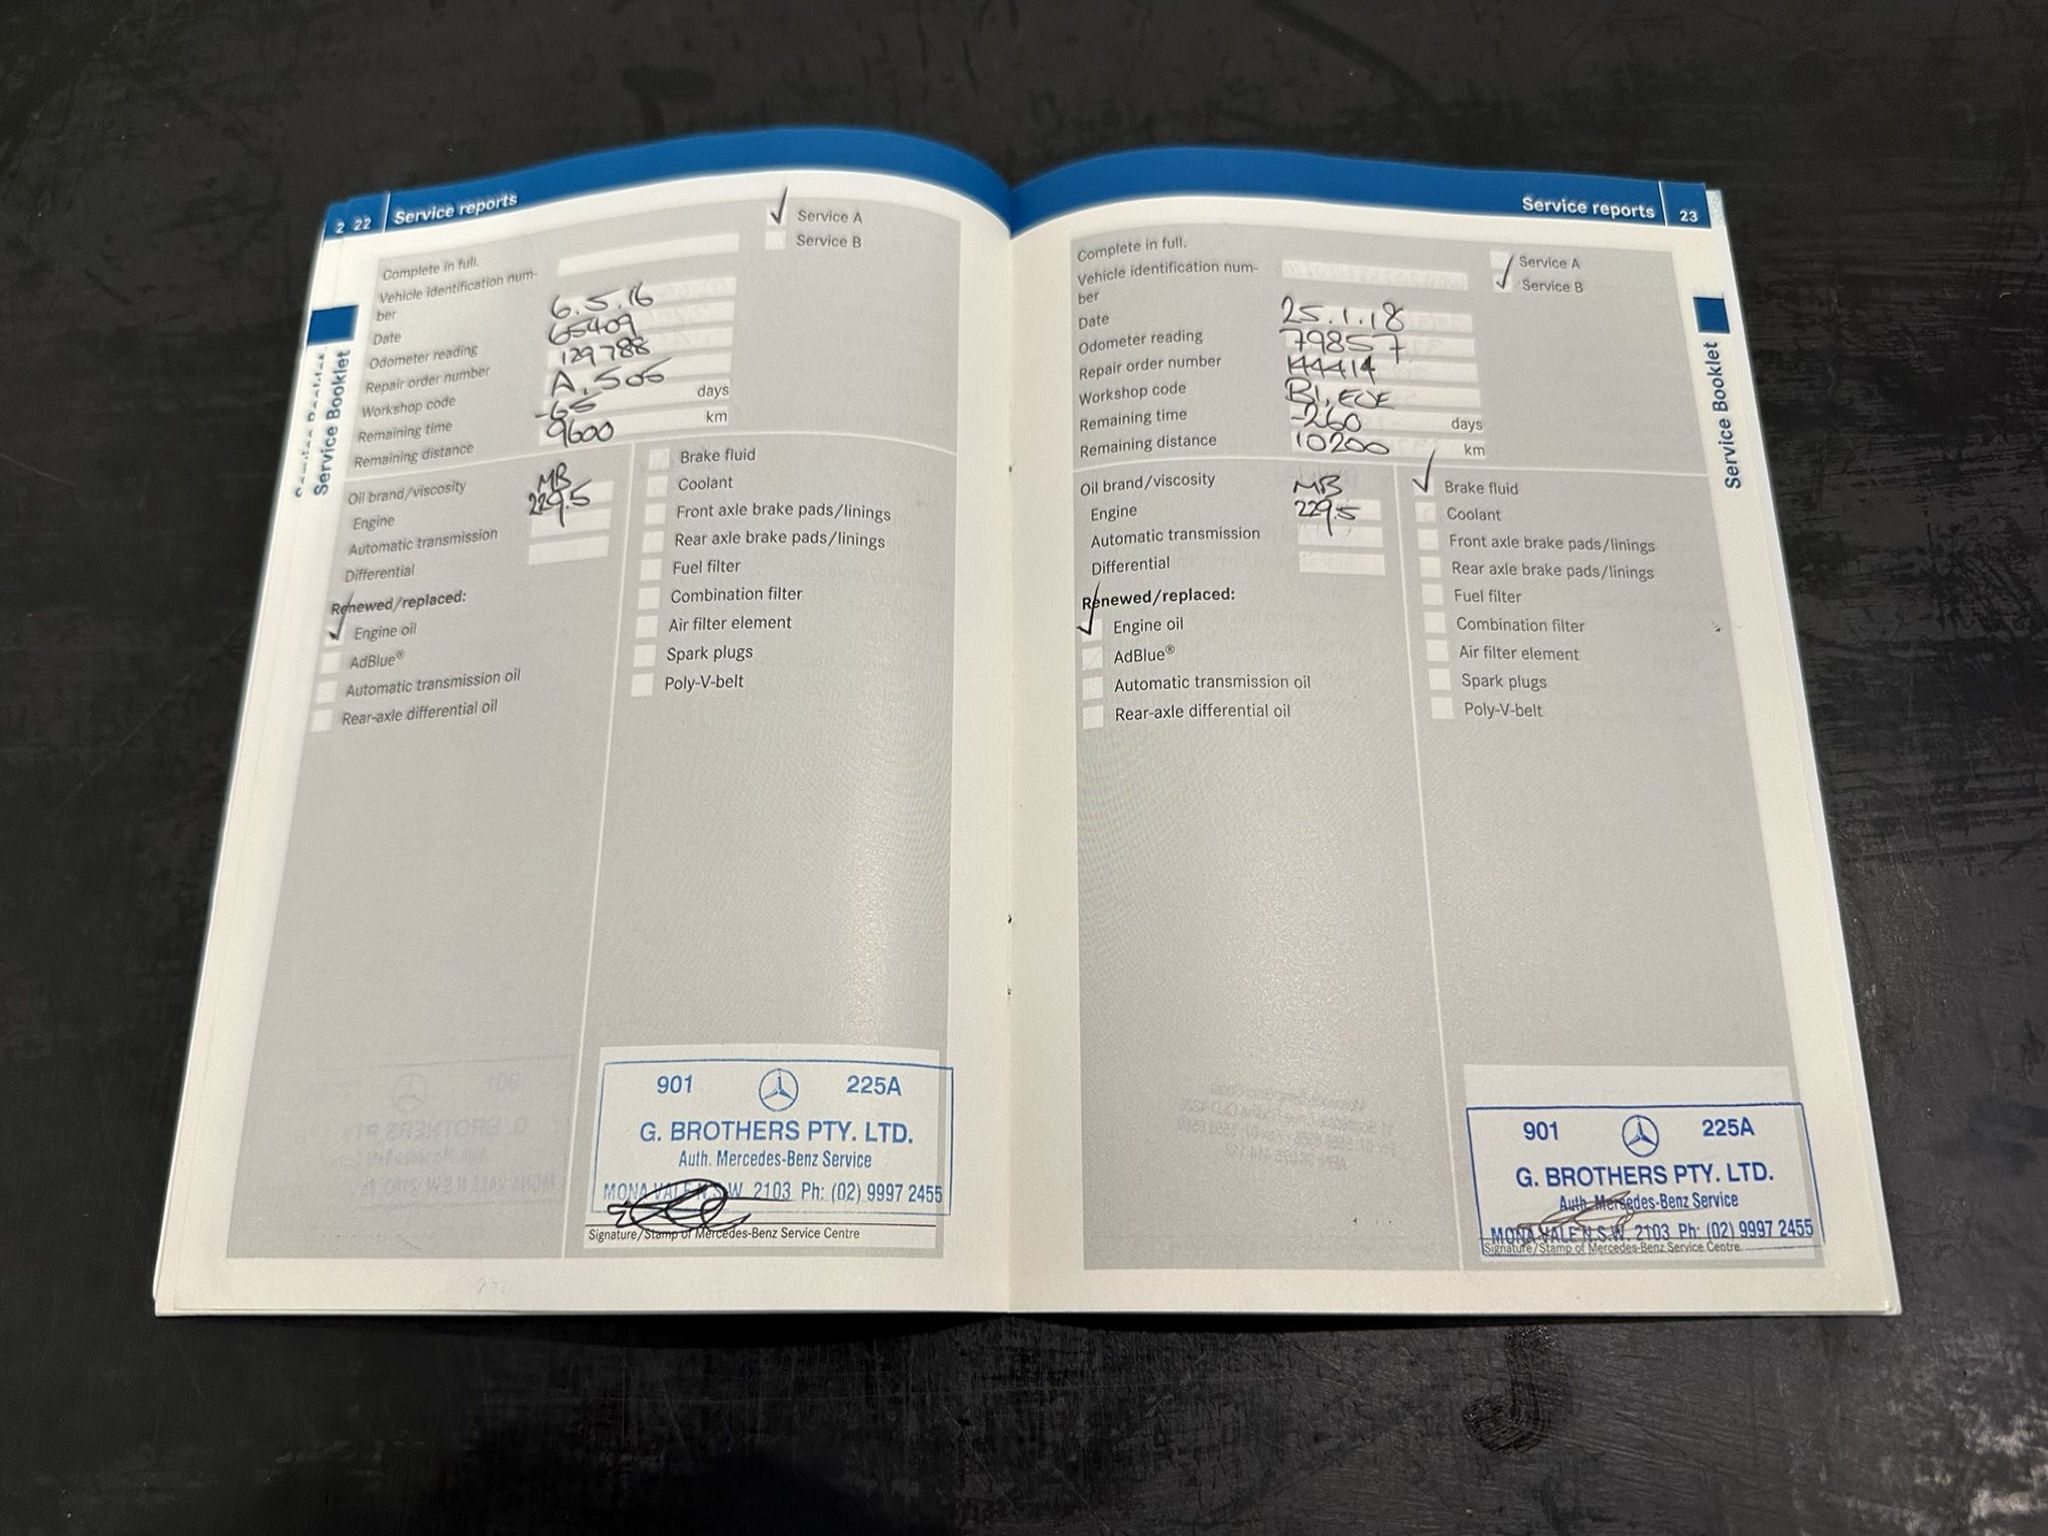 2 22 Service reports
Service A
Service B
Complete in full.
Vehicle identification num-
ber
Date 6.5.16
Odometer reading 65409
Repair order number 129788
Workshop code A, 505
Remaining time -65 days
Remaining distance 9600 km
Oil brand/viscosity MB
Engine 229.5
Automatic transmission
Differential
Renewed/replaced:
Engine oil
AdBlue®
Automatic transmission oil
Rear-axle differential oil
Brake fluid
Coolant
Front axle brake pads/linings
Rear axle brake pads/linings
Fuel filter
Combination filter
Air filter element
Spark plugs
Poly-V-belt
901 225A
G. BROTHERS PTY. LTD.
Auth. Mercedes-Benz Service
MONA VALE N.S.W. 2103 Ph: (02) 9997 2455
Signature/Stamp of Mercedes-Benz Service Centre
Service Booklet
Service reports 23
Service A
Service B
Complete in full.
Vehicle identification num-
ber
Date 25.1.18
Odometer reading 79857
Repair order number 144414
Workshop code
Remaining time -260 days
Remaining distance 10200 km
Oil brand/viscosity MB
Engine 229.5
Automatic transmission
Differential
Renewed/replaced:
Engine oil
AdBlue®
Automatic transmission oil
Rear-axle differential oil
Brake fluid
Coolant
Front axle brake pads/linings
Rear axle brake pads/linings
Fuel filter
Combination filter
Air filter element
Spark plugs
Poly-V-belt
901 225A
G. BROTHERS PTY. LTD.
Auth. Mercedes-Benz Service
MONA VALE N.S.W. 2103 Ph: (02) 9997 2455
Signature/Stamp of Mercedes-Benz Service Centre
Service Booklet